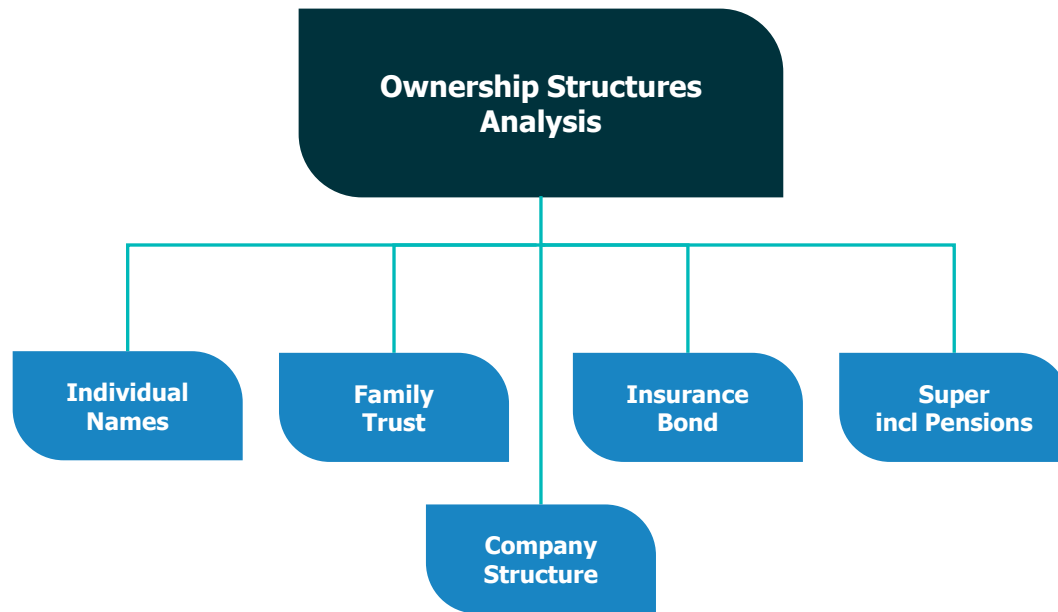 Ownership Structures
Analysis
Individual
Names
Family
Trust
Insurance
Bond
Super
incl Pensions
Company
Structure